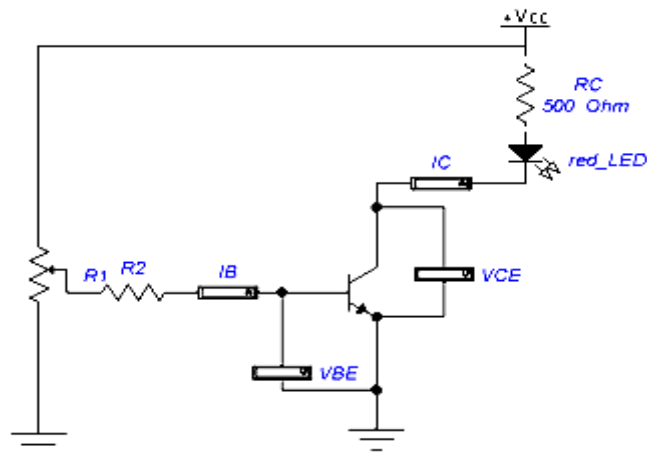 +Vcc
RC
500 Ohm
IC
red_LED
R1
R2
IB
VCE
VBE